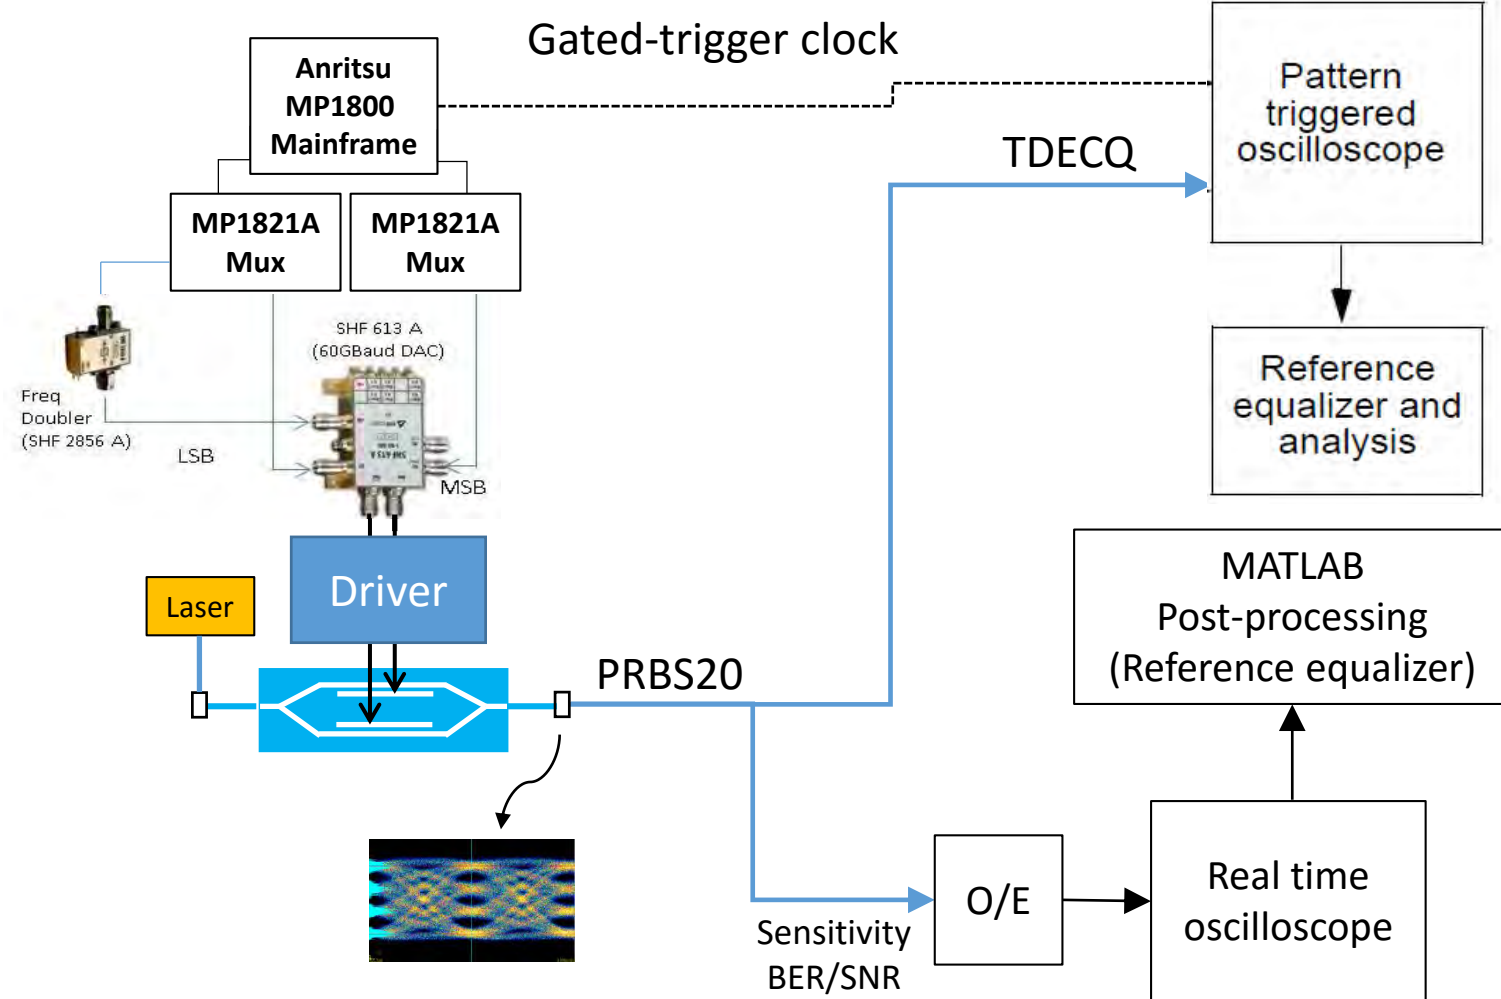 Gated-trigger clock
Anritsu
MP1800
Mainframe
Pattern
triggered
oscilloscope
TDECQ
MP1821A
Mux
MP1821A
Mux
SHF 613 A
(60GBaud DAC)
Freq
Doubler
(SHF 2856 A)
LSB
MSB
Reference
equalizer and
analysis
Driver
Laser
PRBS20
MATLAB
Post-processing
(Reference equalizer)
O/E
Real time
oscilloscope
Sensitivity
BER/SNR